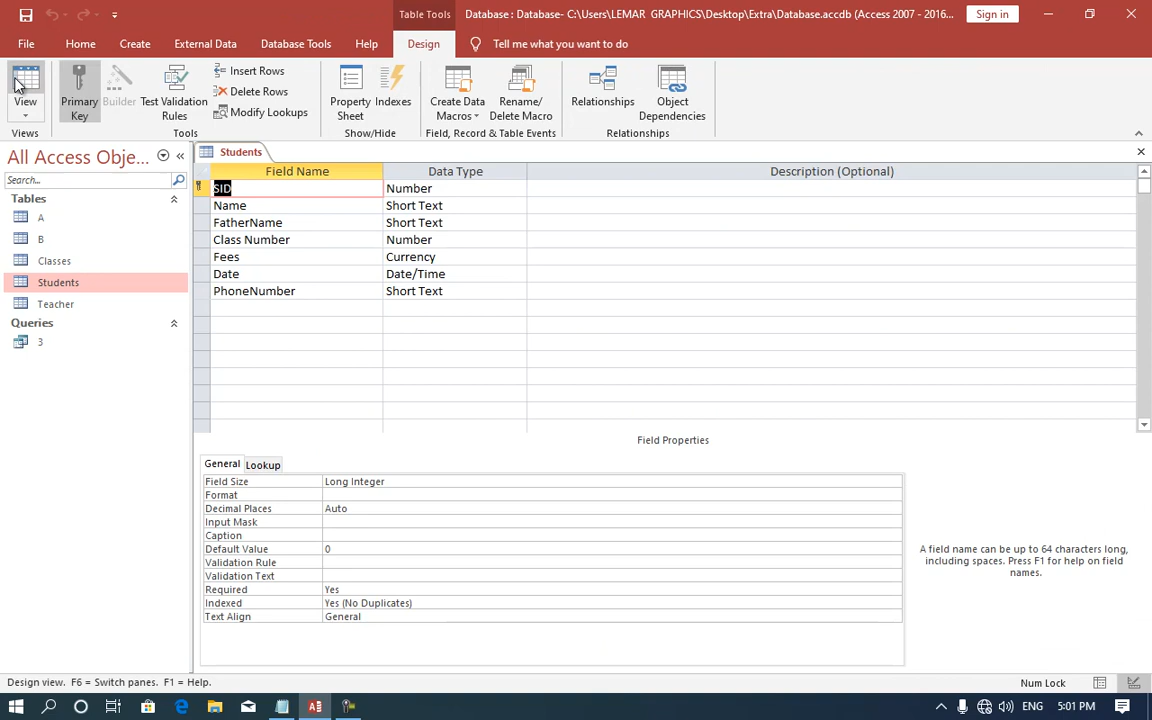 Table Tools
Database : Database- C:\Users\LEMAR GRAPHICS\Desktop\Extra\Database.accdb (Access 2007 - 2016...
Sign in
File Home Create External Data Database Tools Help Design Tell me what you want to do
View
Primary Key
Builder
Test Validation Rules
Insert Rows
Delete Rows
Modify Lookups
Property Sheet
Indexes
Create Data Macros
Rename/ Delete Macro
Relationships
Object Dependencies
Views Tools Show/Hide Field, Record & Table Events Relationships
All Access Obje...
Search...
Tables
A
B
Classes
Students
Teacher
Queries
3
Students
Field Name Data Type Description (Optional)
SID Number
Name Short Text
FatherName Short Text
Class Number Number
Fees Currency
Date Date/Time
PhoneNumber Short Text
Field Properties
General Lookup
Field Size Long Integer
Format
Decimal Places Auto
Input Mask
Caption
Default Value 0
Validation Rule
Validation Text
Required Yes
Indexed Yes (No Duplicates)
Text Align General
A field name can be up to 64 characters long,
including spaces. Press F1 for help on field
names.
Design view. F6 = Switch panes. F1 = Help.
Num Lock
ENG 5:01 PM